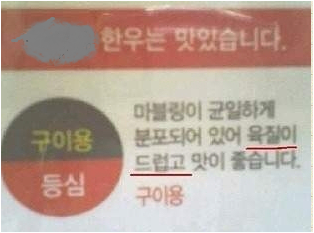 한우는 맛있습니다.
구이용
등심
마블링이 균일하게
분포되어 있어 육질이
드럽고 맛이 좋습니다.
구이용